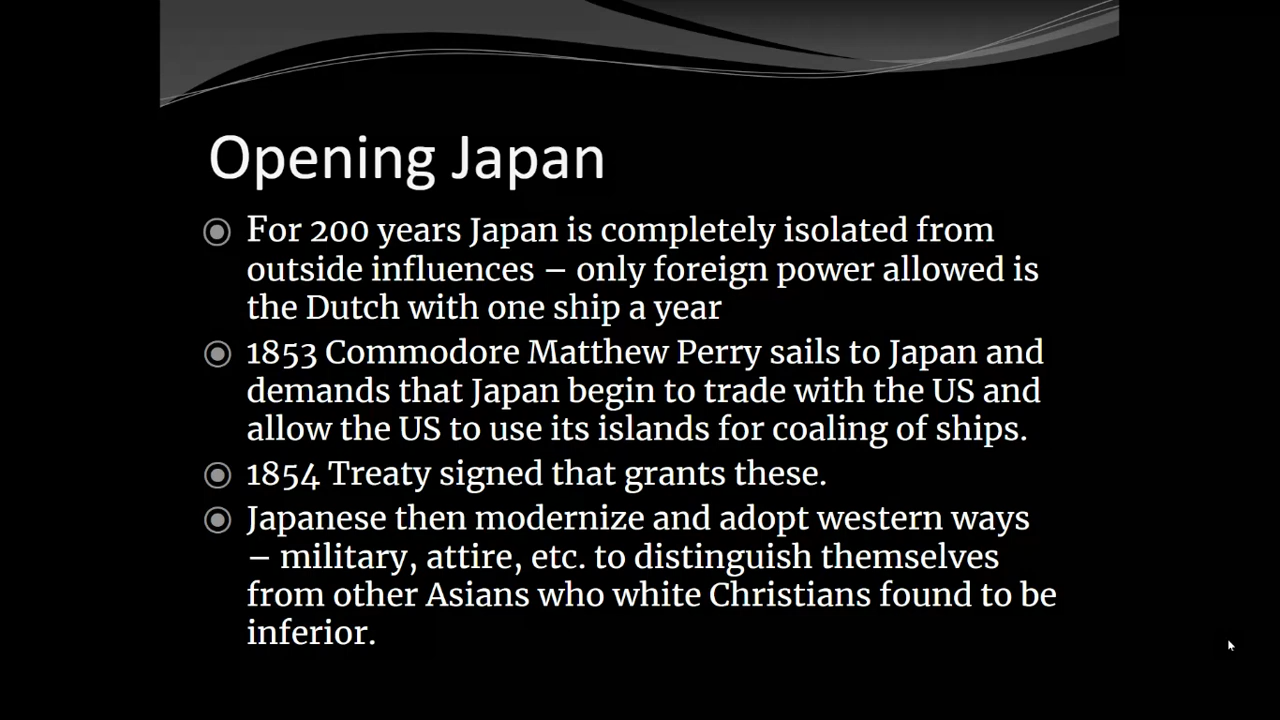 Opening Japan
For 200 years Japan is completely isolated from
outside influences – only foreign power allowed is
the Dutch with one ship a year
1853 Commodore Matthew Perry sails to Japan and
demands that Japan begin to trade with the US and
allow the US to use its islands for coaling of ships.
1854 Treaty signed that grants these.
Japanese then modernize and adopt western ways
– military, attire, etc. to distinguish themselves
from other Asians who white Christians found to be
inferior.